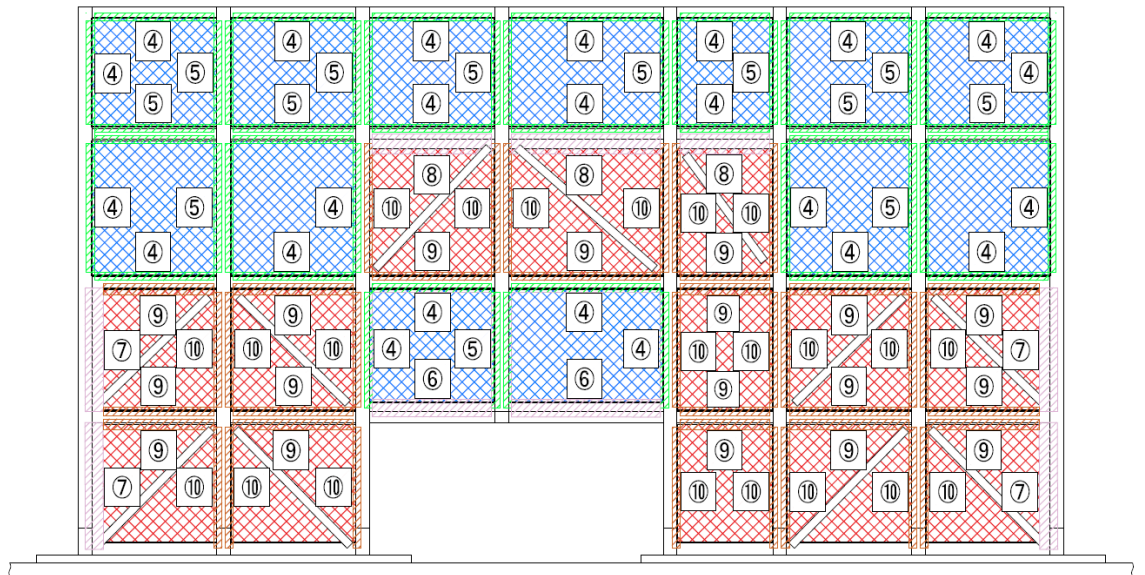 ④ ④ ④ ④ ④ ④ ④
④ ⑤ ⑤ ⑤ ④ ⑤ ⑤ ④
⑤ ⑤ ④ ④ ④ ⑤ ⑤
⑧ ⑧ ⑧
④ ⑤ ④ ⑩ ⑩ ⑩ ⑩ ⑩ ⑩ ⑤ ④
④ ④ ⑨ ⑨ ⑨ ④ ④
⑨ ⑨ ④ ④ ⑨ ⑨ ⑨
⑦ ⑩ ⑩ ⑩ ④ ⑤ ④ ⑩ ⑩ ⑩ ⑩ ⑩ ⑦
⑨ ⑨ ⑥ ⑥ ⑨ ⑨ ⑨
⑨ ⑨ ⑨ ⑨ ⑨
⑦ ⑩ ⑩ ⑩ ⑩ ⑩ ⑩ ⑩ ⑩ ⑦